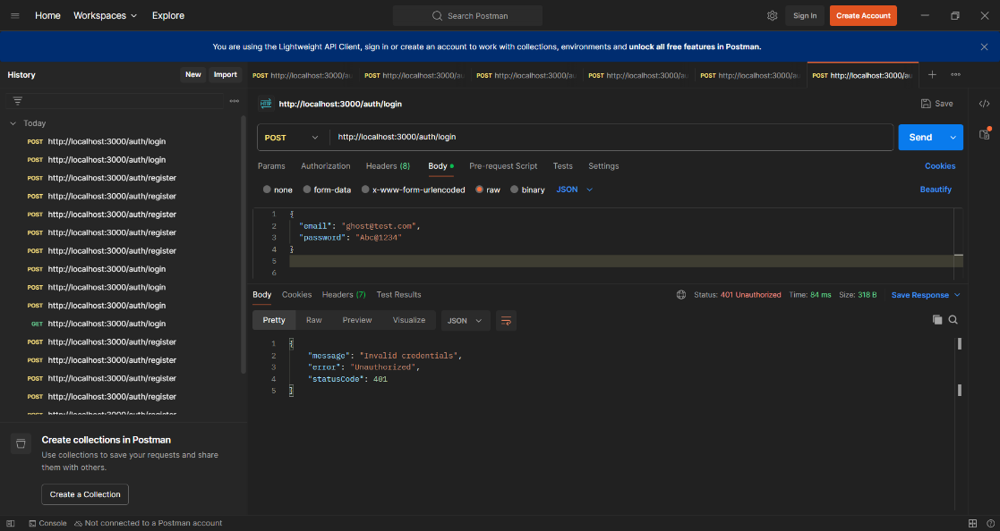 Home Workspaces Explore Search Postman Sign In Create Account
You are using the Lightweight API Client, sign in or create an account to work with collections, environments and unlock all free features in Postman.
History New Import
POST http://localhost:3000/au POST http://localhost:3000/au POST http://localhost:3000/au POST http://localhost:3000/au POST http://localhost:3000/au POST http://localhost:3000/au
HTTP http://localhost:3000/auth/login Save
Today
POST http://localhost:3000/auth/login
POST http://localhost:3000/auth/login
POST http://localhost:3000/auth/register
POST http://localhost:3000/auth/register
POST http://localhost:3000/auth/register
POST http://localhost:3000/auth/register
POST http://localhost:3000/auth/register
POST http://localhost:3000/auth/login
POST http://localhost:3000/auth/login
POST http://localhost:3000/auth/login
GET http://localhost:3000/auth/login
POST http://localhost:3000/auth/register
POST http://localhost:3000/auth/register
POST http://localhost:3000/auth/register
POST http://localhost:3000/auth/register
POST http://localhost:3000/auth/register
Create collections in Postman
Use collections to save your requests and share
them with others.
Create a Collection
POST http://localhost:3000/auth/login Send
Params Authorization Headers (8) Body Pre-request Script Tests Settings Cookies
none form-data x-www-form-urlencoded raw binary JSON Beautify
1 {
2 "email": "ghost@test.com",
3 "password": "Abc@1234"
4 }
5
6
Body Cookies Headers (7) Test Results Status: 401 Unauthorized Time: 84 ms Size: 318 B Save Response
Pretty Raw Preview Visualize JSON
1 {
2 "message": "Invalid credentials",
3 "error": "Unauthorized",
4 "statusCode": 401
5 }
Console Not connected to a Postman account